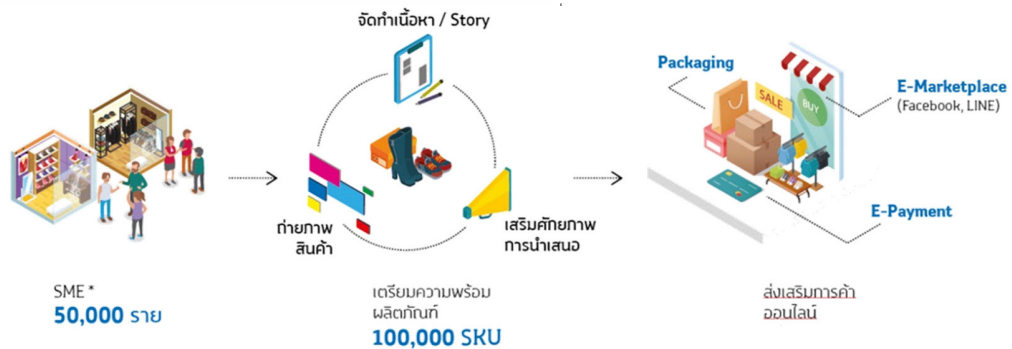 จัดทำเนื้อหา / Story
Packaging
SALE
BUY
E-Marketplace
(Facebook, LINE)
E-Payment
ถ่ายภาพ
สินค้า
เสริมศักยภาพ
การนำเสนอ
SME *
50,000 ราย
เตรียมความพร้อม
ผลิตภัณฑ์
100,000 SKU
ส่งเสริมการค้า
ออนไลน์